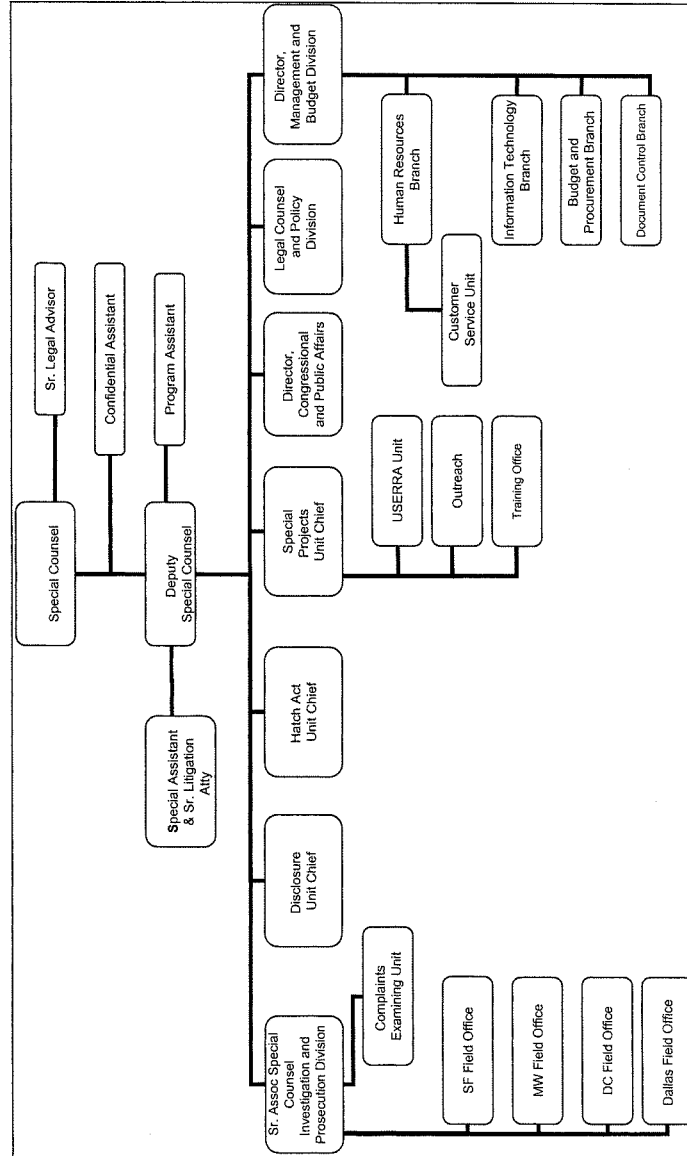 Special Counsel
Sr. Legal Advisor
Confidential Assistant
Deputy
Special Counsel
Program Assistant
Special Assistant
& Sr. Litigation
Atty
Sr. Assoc Special
Counsel
Investigation and
Prosecution Division
Disclosure
Unit Chief
Hatch Act
Unit Chief
Special
Projects
Unit Chief
Director,
Congressional
and Public Affairs
Legal Counsel
and Policy
Division
Director,
Management and
Budget Division
Complaints
Examining Unit
SF Field Office
MW Field Office
DC Field Office
Dallas Field Office
USERRA Unit
Outreach
Training Office
Human Resources
Branch
Customer
Service Unit
Information Technology
Branch
Budget and
Procurement Branch
Document Control Branch